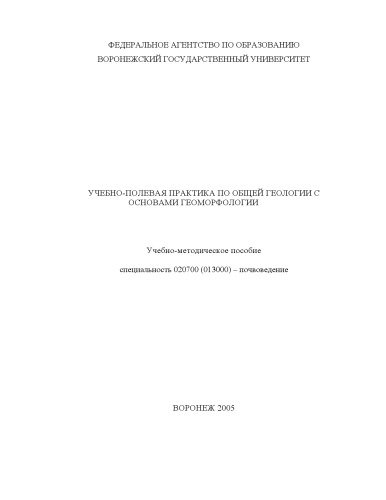 ФЕДЕРАЛЬНОЕ АГЕНТСТВО ПО ОБРАЗОВАНИЮ
ВОРОНЕЖСКИЙ ГОСУДАРСТВЕННЫЙ УНИВЕРСИТЕТ
УЧЕБНО-ПОЛЕВАЯ ПРАКТИКА ПО ОБЩЕЙ ГЕОЛОГИИ С
ОСНОВАМИ ГЕОМОРФОЛОГИИ
Учебно-методическое пособие
специальность 020700 (013000) – почвоведение
ВОРОНЕЖ 2005